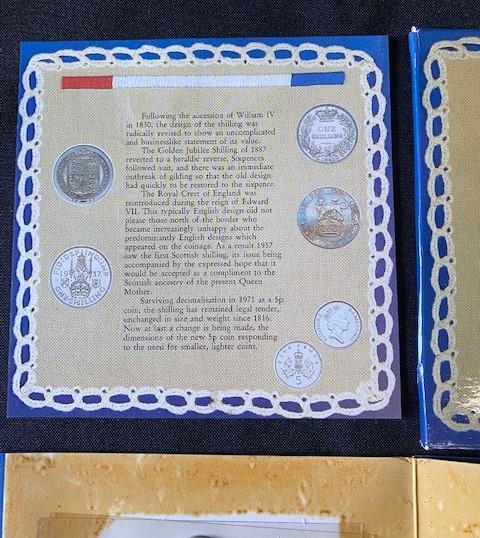 Following the accession of William IV
in 1830, the design of the shilling was
radically revised to show an uncomplicated
and businesslike statement of its value.
The Golden Jubilee Shilling of 1887
reverted to a heraldic reverse. Sixpences
followed suit, and there was an immediate
outbreak of gilding so that the old design
had quickly to be restored to the sixpence.
The Royal Crest of England was
reintroduced during the reign of Edward
VII. This typically English design did not
please those north of the border who
became increasingly unhappy about the
predominantly English designs which
appeared on the coinage. As a result 1937
saw the first Scottish shilling, its issue being
accompanied by the expressed hope that it
would be accepted as a compliment to the
Scottish ancestry of the present Queen
Mother.
Surviving decimalisation in 1971 as a 5p
coin, the shilling has remained legal tender,
unchanged in size and weight since 1816.
Now at last a change is being made, the
dimensions of the new 5p coin responding
to the need for smaller, lighter coins.
ONE
SHILLING
19 37
ONE SHILLING
5